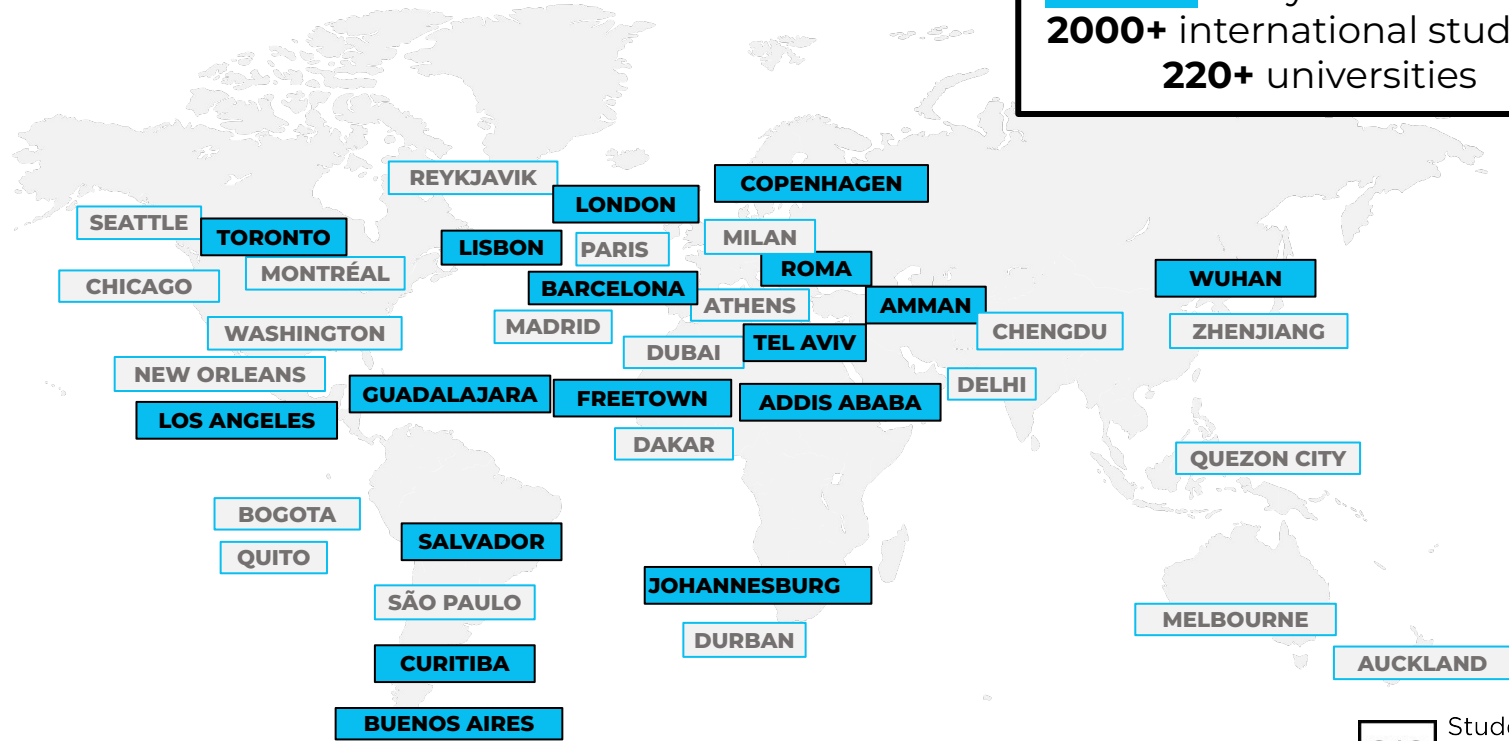 2000+ international
220+ universities
REYKJAVIK
COPENHAGEN
LONDON
SEATTLE
TORONTO
LISBON
PARIS
MILAN
MONTRÉAL
ROMA
CHICAGO
BARCELONA
WUHAN
ATHENS
AMMAN
WASHINGTON
MADRID
CHENGDU
ZHENJIANG
DUBAI
TEL AVIV
NEW ORLEANS
DELHI
GUADALAJARA
FREETOWN
ADDIS ABABA
LOS ANGELES
DAKAR
QUEZON CITY
BOGOTA
SALVADOR
QUITO
JOHANNESBURG
SÃO PAULO
MELBOURNE
DURBAN
CURITIBA
AUCKLAND
BUENOS AIRES